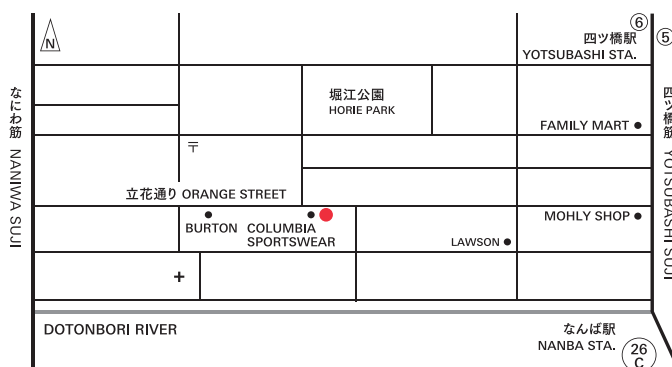 N
⑥
四ツ橋駅
YOTSUBASHI STA.
⑤
なにわ筋 NANIWA SUJI
堀江公園
HORIE PARK
FAMILY MART
四ツ橋筋 YOTSUBASHI SUJI
〒
立花通り ORANGE STREET
BURTON
COLUMBIA
SPORTSWEAR
MOHLY SHOP
LAWSON
DOTONBORI RIVER
なんば駅
NANBA STA.
26
C